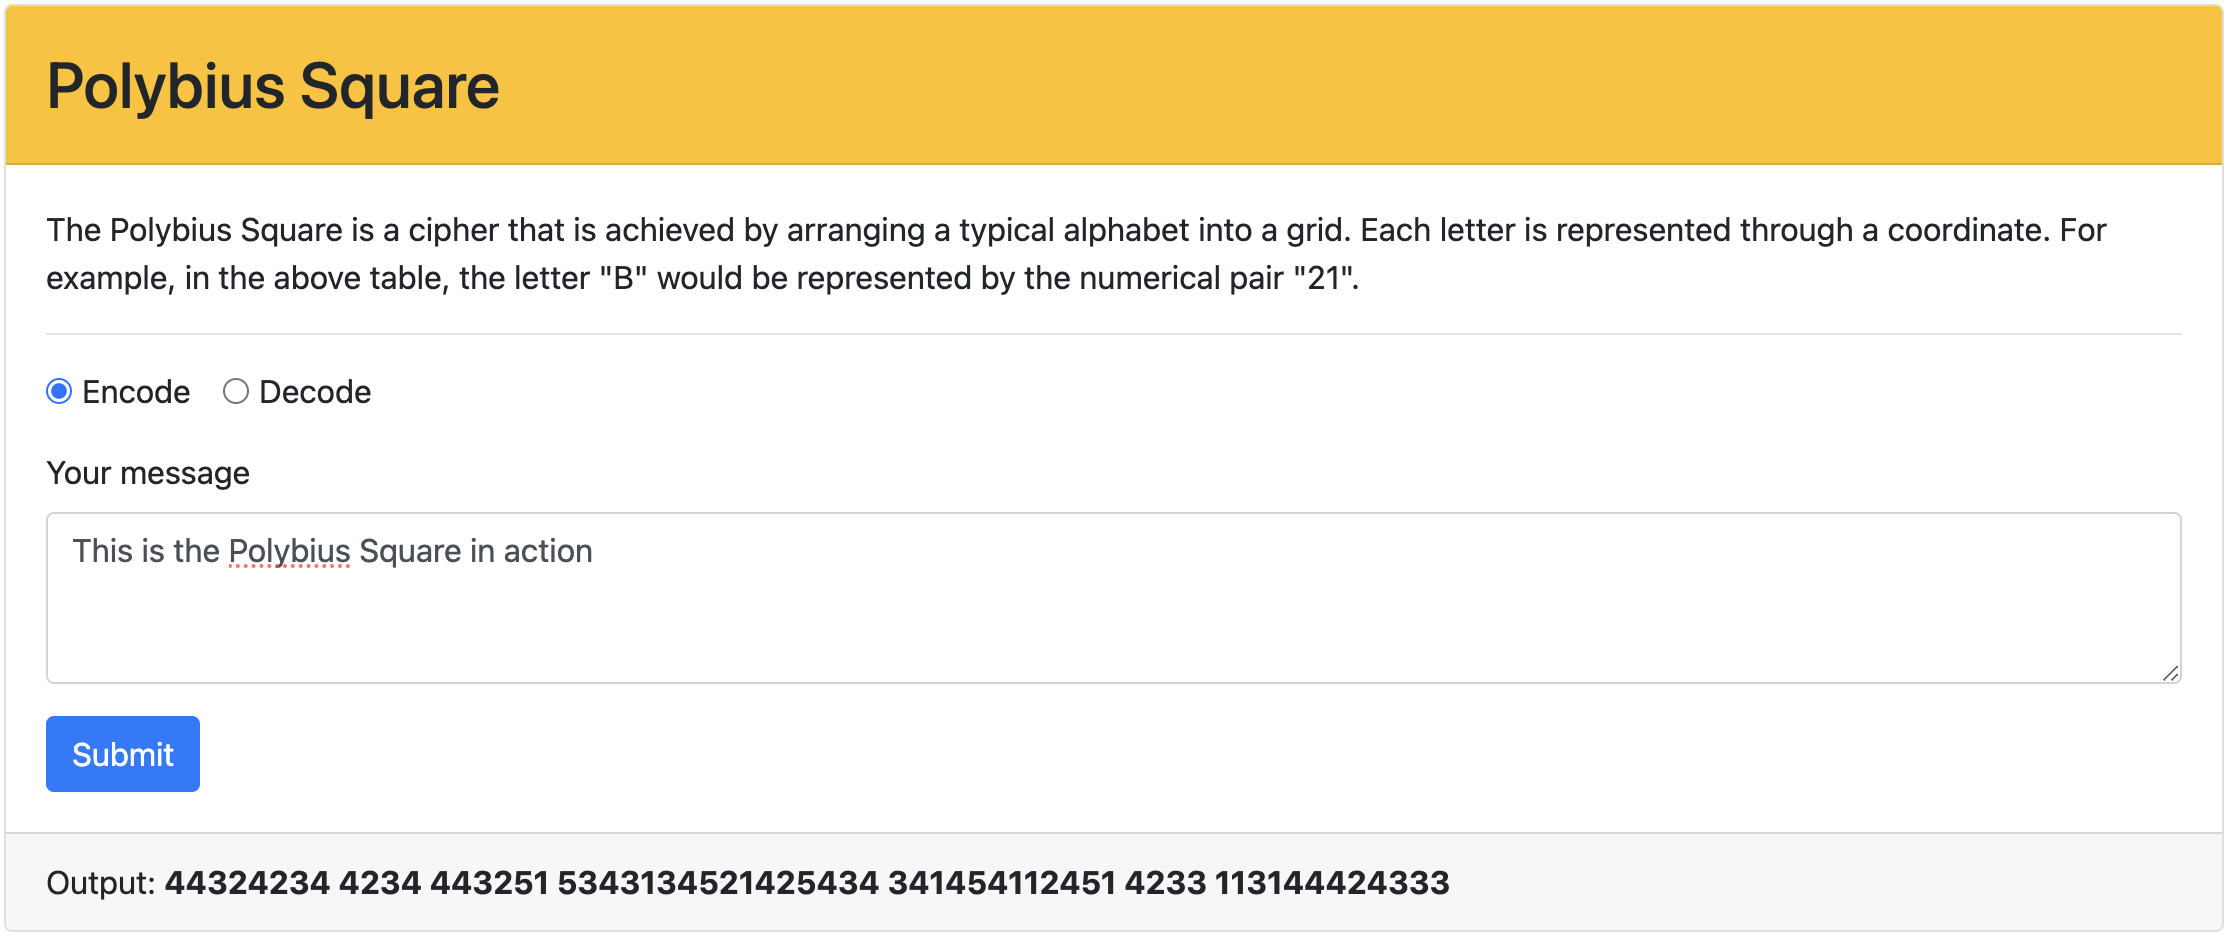 Polybius Square
The Polybius Square is a cipher that is achieved by arranging a typical alphabet into a grid. Each letter is represented through a coordinate. For
example, in the above table, the letter "B" would be represented by the numerical pair "21".
Encode Decode
Your message
This is the Polybius Square in action
Submit
Output: 44324234 4234 443251 5343134521425434 341454112451 4233 113144424333